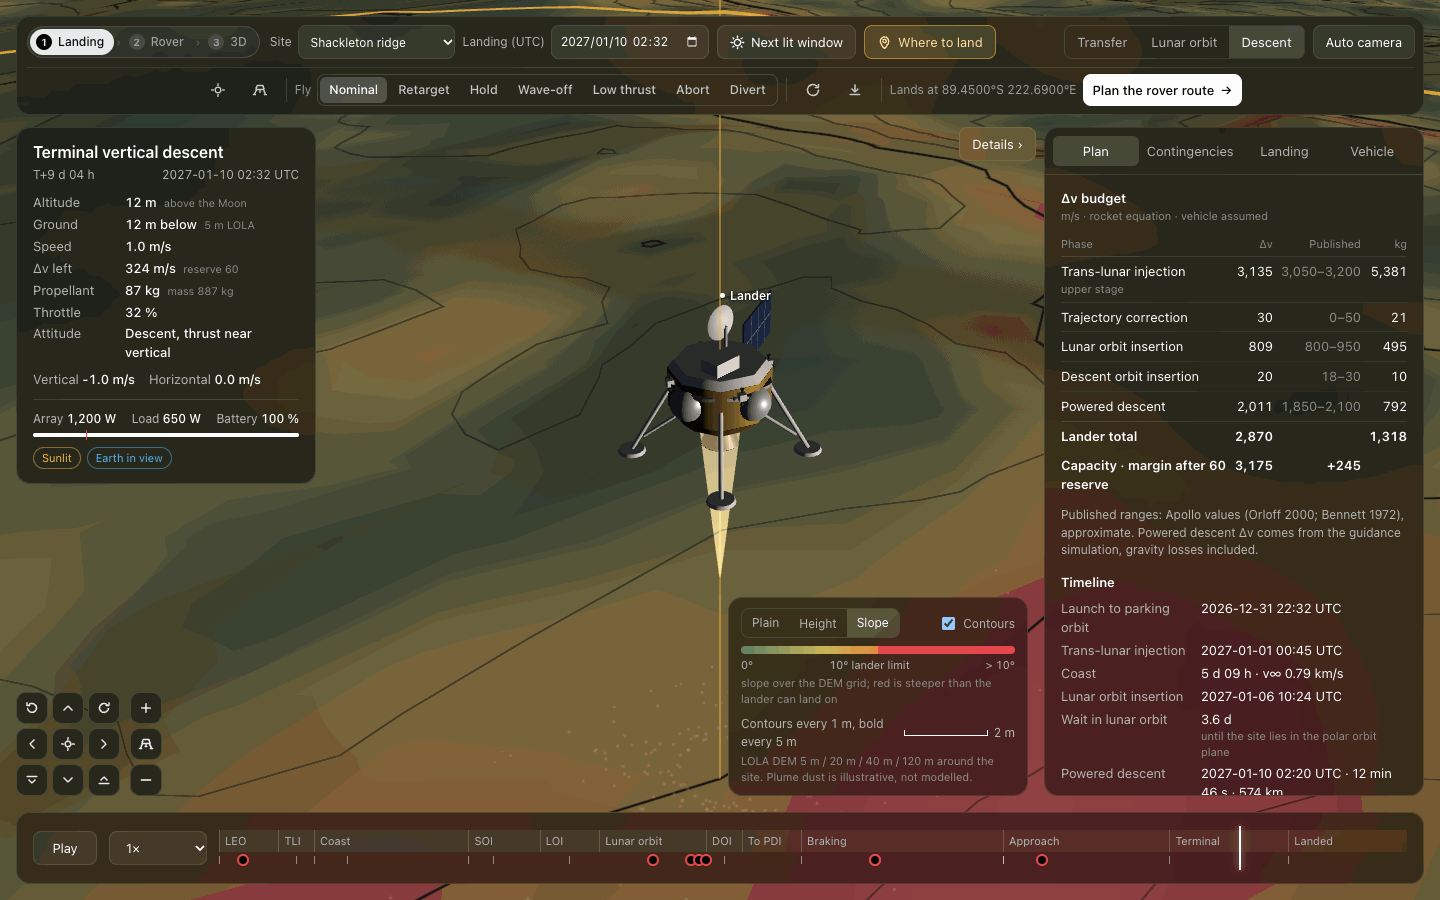 1 Landing › 2 Rover › 3 3D Site Shackleton ridge Landing (UTC) 2027/01/10 02:32 Next lit window Where to land Transfer Lunar orbit Descent Auto camera
Fly Nominal Retarget Hold Wave-off Low thrust Abort Divert Lands at 89.4500°S 222.6900°E Plan the rover route →
Terminal vertical descent
T+9 d 04 h 2027-01-10 02:32 UTC
Altitude 12 m above the Moon
Ground 12 m below 5 m LOLA
Speed 1.0 m/s
Δv left 324 m/s reserve 60
Propellant 87 kg mass 887 kg
Throttle 32 %
Attitude Descent, thrust near
vertical
Vertical -1.0 m/s Horizontal 0.0 m/s
Array 1,200 W Load 650 W Battery 100 %
Sunlit Earth in view
Details ›
Lander
Plan Contingencies Landing Vehicle
Δv budget
m/s · rocket equation · vehicle assumed
Phase Δv Published kg
Trans-lunar injection 3,135 3,050–3,200 5,381
upper stage
Trajectory correction 30 0–50 21
Lunar orbit insertion 809 800–950 495
Descent orbit insertion 20 18–30 10
Powered descent 2,011 1,850–2,100 792
Lander total 2,870 1,318
Capacity · margin after 60 3,175 +245
reserve
Published ranges: Apollo values (Orloff 2000; Bennett 1972),
approximate. Powered descent Δv comes from the guidance
simulation, gravity losses included.
Timeline
Launch to parking 2026-12-31 22:32 UTC
orbit
Trans-lunar injection 2027-01-01 00:45 UTC
Coast 5 d 09 h · v∞ 0.79 km/s
Lunar orbit insertion 2027-01-06 10:24 UTC
Wait in lunar orbit 3.6 d
until the site lies in the polar orbit
plane
Powered descent 2027-01-10 02:20 UTC · 12 min
46 s · 574 km
Plain Height Slope Contours
0° 10° lander limit > 10°
slope over the DEM grid; red is steeper than the
lander can land on
Contours every 1 m, bold
every 5 m
2 m
LOLA DEM 5 m / 20 m / 40 m / 120 m around the
site. Plume dust is illustrative, not modelled.
Play 1× LEO TLI Coast SOI LOI Lunar orbit DOI To PDI Braking Approach Terminal Landed